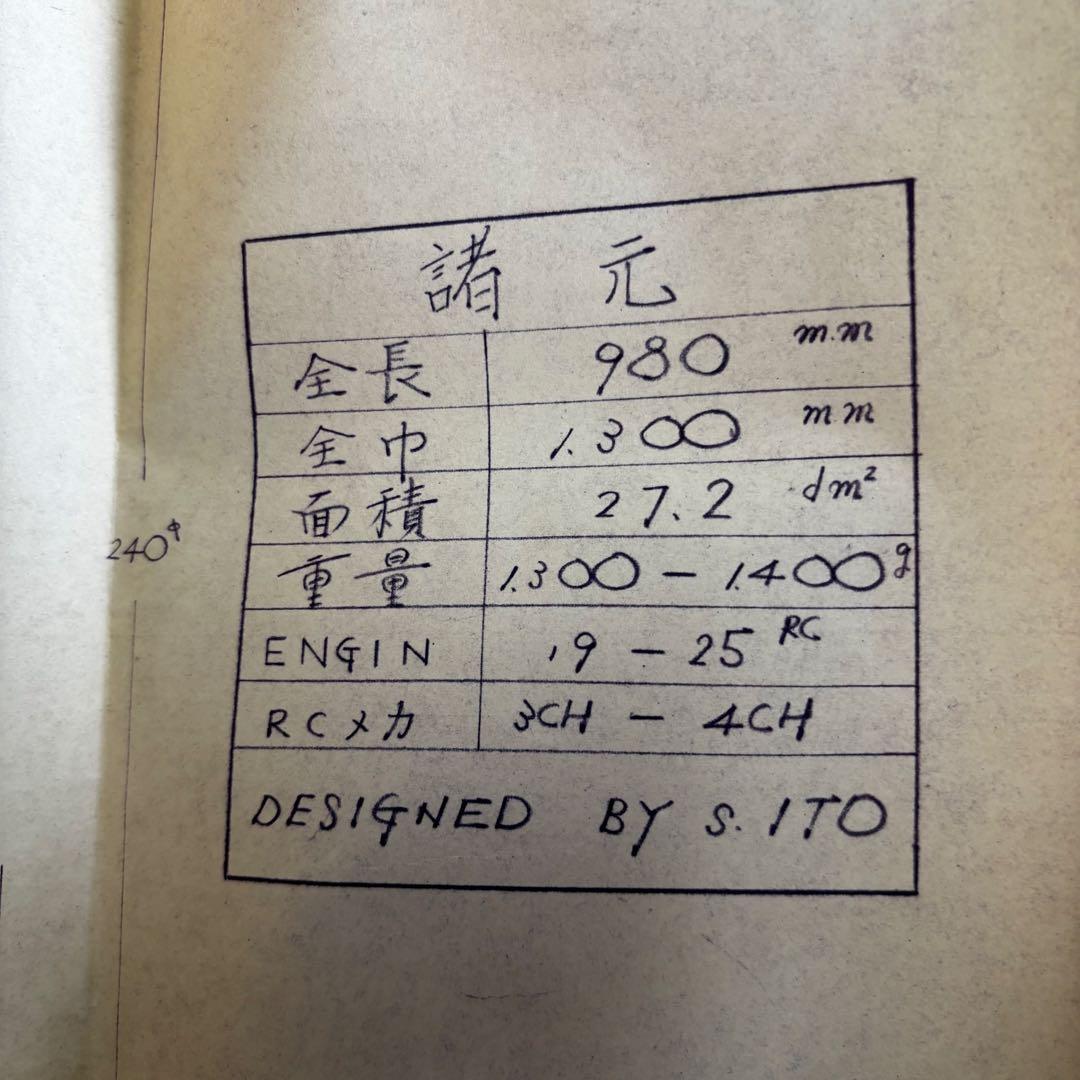 諸元
全長 980 m.m
全巾 1.300 m.m
面積 27.2 dm²
重量 1.300 - 1.400g
ENGIN .19 - 25 RC
RCメカ 3CH - 4CH
DESIGNED BY S. ITO
240φ